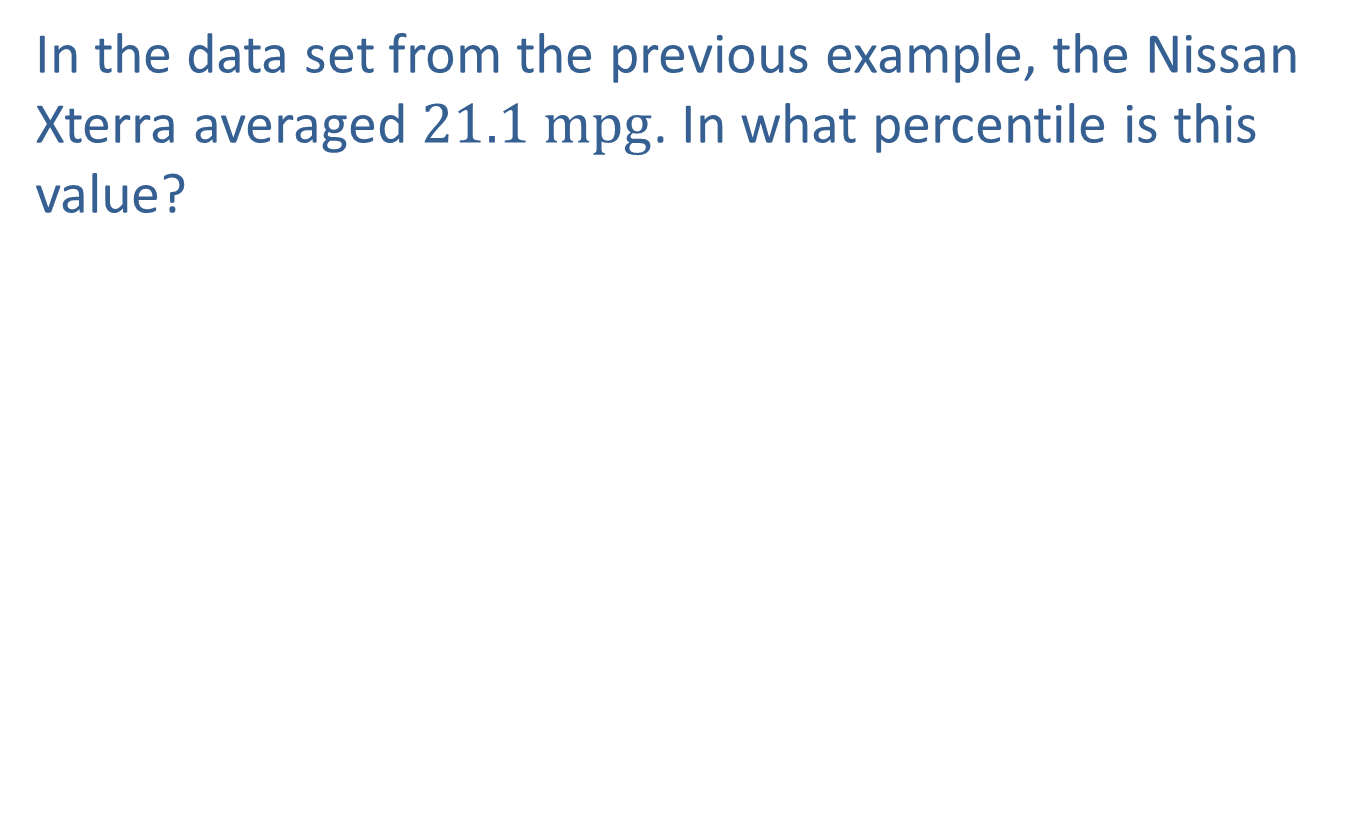 In the data set from the previous example, the Nissan
Xterra averaged 21.1 mpg. In what percentile is this
value?